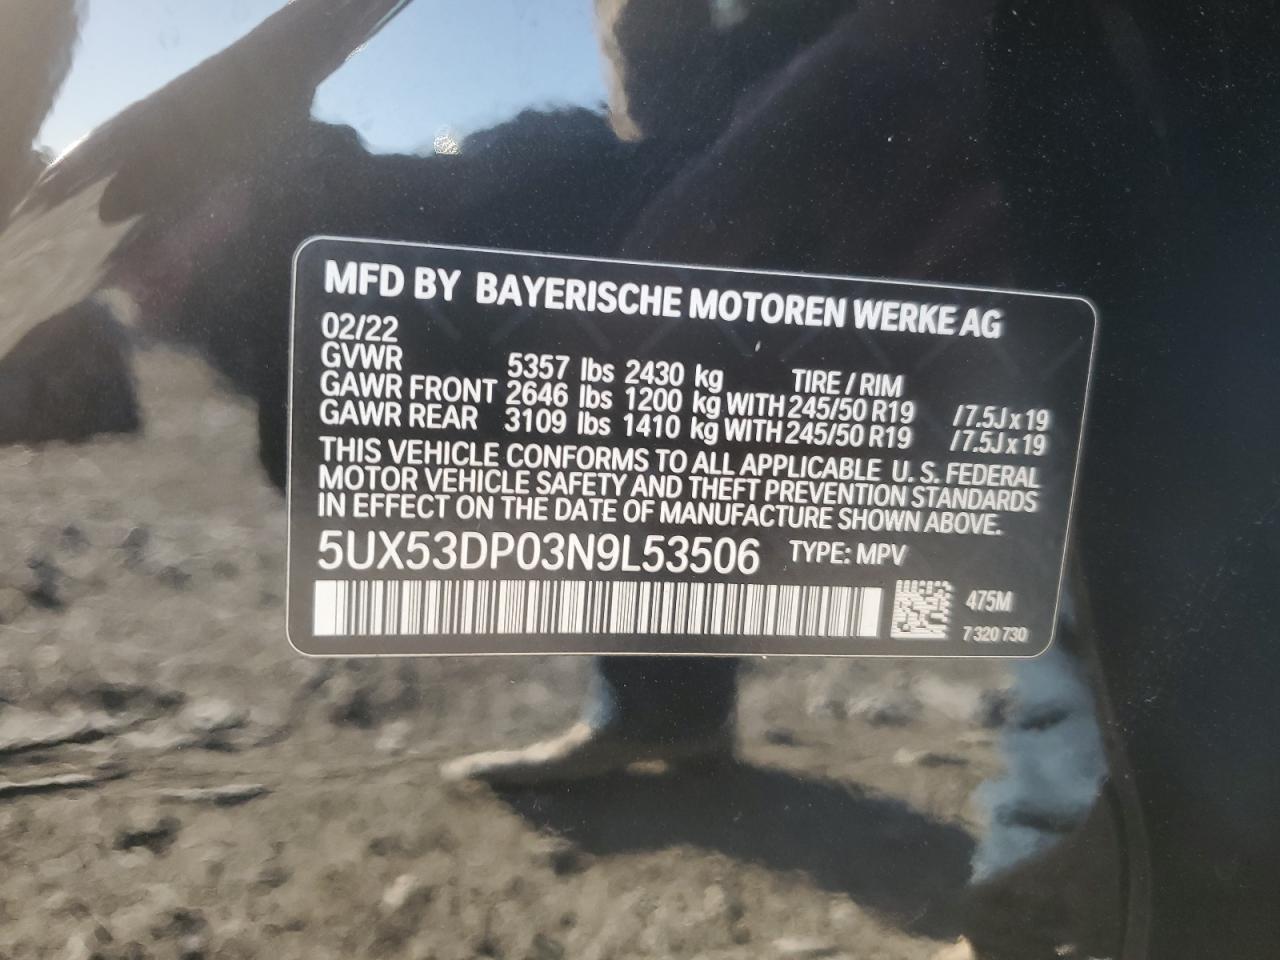 MFD BY BAYERISCHE MOTOREN WERKE AG
02/22
GVWR 5357 lbs 2430 kg TIRE / RIM
GAWR FRONT 2646 lbs 1200 kg WITH 245/50 R19 /7.5J x 19
GAWR REAR 3109 lbs 1410 kg WITH 245/50 R19 /7.5J x 19
THIS VEHICLE CONFORMS TO ALL APPLICABLE U. S. FEDERAL
MOTOR VEHICLE SAFETY AND THEFT PREVENTION STANDARDS
IN EFFECT ON THE DATE OF MANUFACTURE SHOWN ABOVE.
5UX53DP03N9L53506 TYPE: MPV
475M
7 320 730